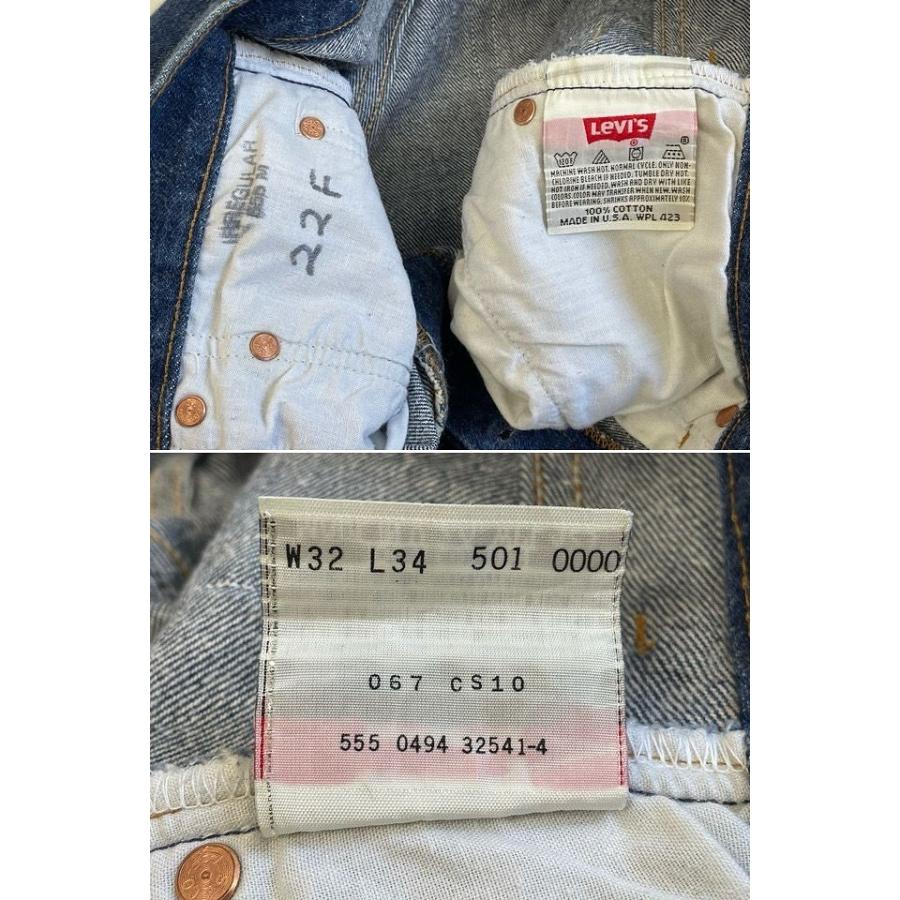 IRREGULAR
22F
LEVI'S
®
120F
MACHINE WASH HOT. NORMAL CYCLE. ONLY NON-
CHLORINE BLEACH IF NEEDED. TUMBLE DRY HOT.
HOT IRON IF NEEDED. WASH AND DRY WITH LIKE
COLORS. COLOR MAY TRANSFER WHEN NEW. WASH
BEFORE WEARING. SHRINKS APPROXIMATELY 10%
100% COTTON
MADE IN U.S.A. WPL 423
W32 L34 501 0000
067 CS10
555 0494 32541-4